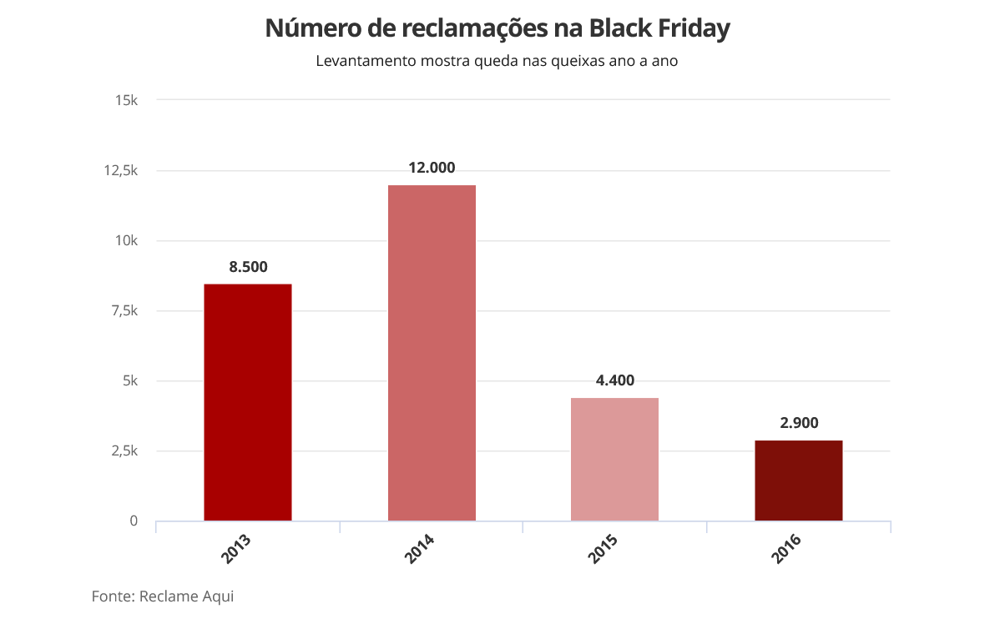 Número de reclamações na Black Friday
Levantamento mostra queda nas queixas ano a ano
15k
12,5k
10k
7,5k
5k
2,5k
0
8.500
12.000
4.400
2.900
2013
2014
2015
2016
Fonte: Reclame Aqui